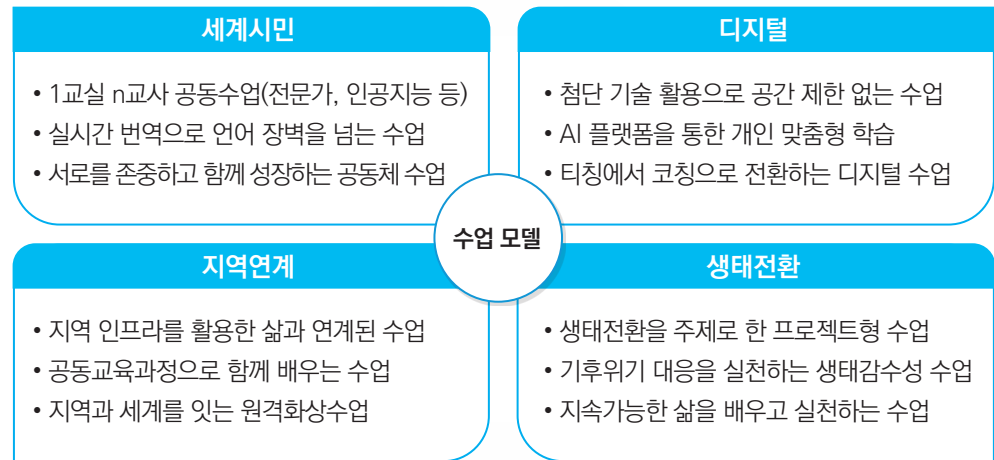 세계시민
• 1교실 n교사 공동수업(전문가, 인공지능 등)
• 실시간 번역으로 언어 장벽을 넘는 수업
• 서로를 존중하고 함께 성장하는 공동체 수업
디지털
• 첨단 기술 활용으로 공간 제한 없는 수업
• AI 플랫폼을 통한 개인 맞춤형 학습
• 티칭에서 코칭으로 전환하는 디지털 수업
수업 모델
지역연계
• 지역 인프라를 활용한 삶과 연계된 수업
• 공동교육과정으로 함께 배우는 수업
• 지역과 세계를 잇는 원격화상수업
생태전환
• 생태전환을 주제로 한 프로젝트형 수업
• 기후위기 대응을 실천하는 생태감수성 수업
• 지속가능한 삶을 배우고 실천하는 수업